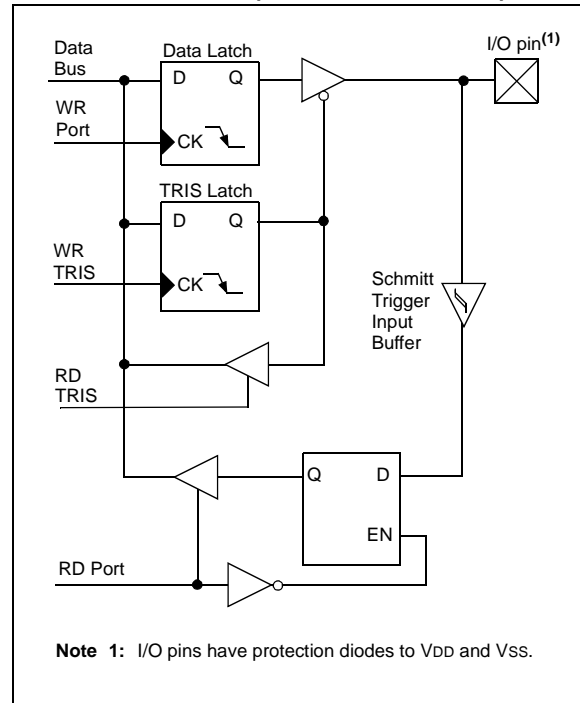 Data
Bus
Data Latch
I/O pin(1)
D Q
WR
Port
CK
TRIS Latch
D Q
WR
TRIS
CK
Schmitt
Trigger
Input
Buffer
RD
TRIS
Q D
EN
RD Port
Note 1: I/O pins have protection diodes to VDD and VSS.